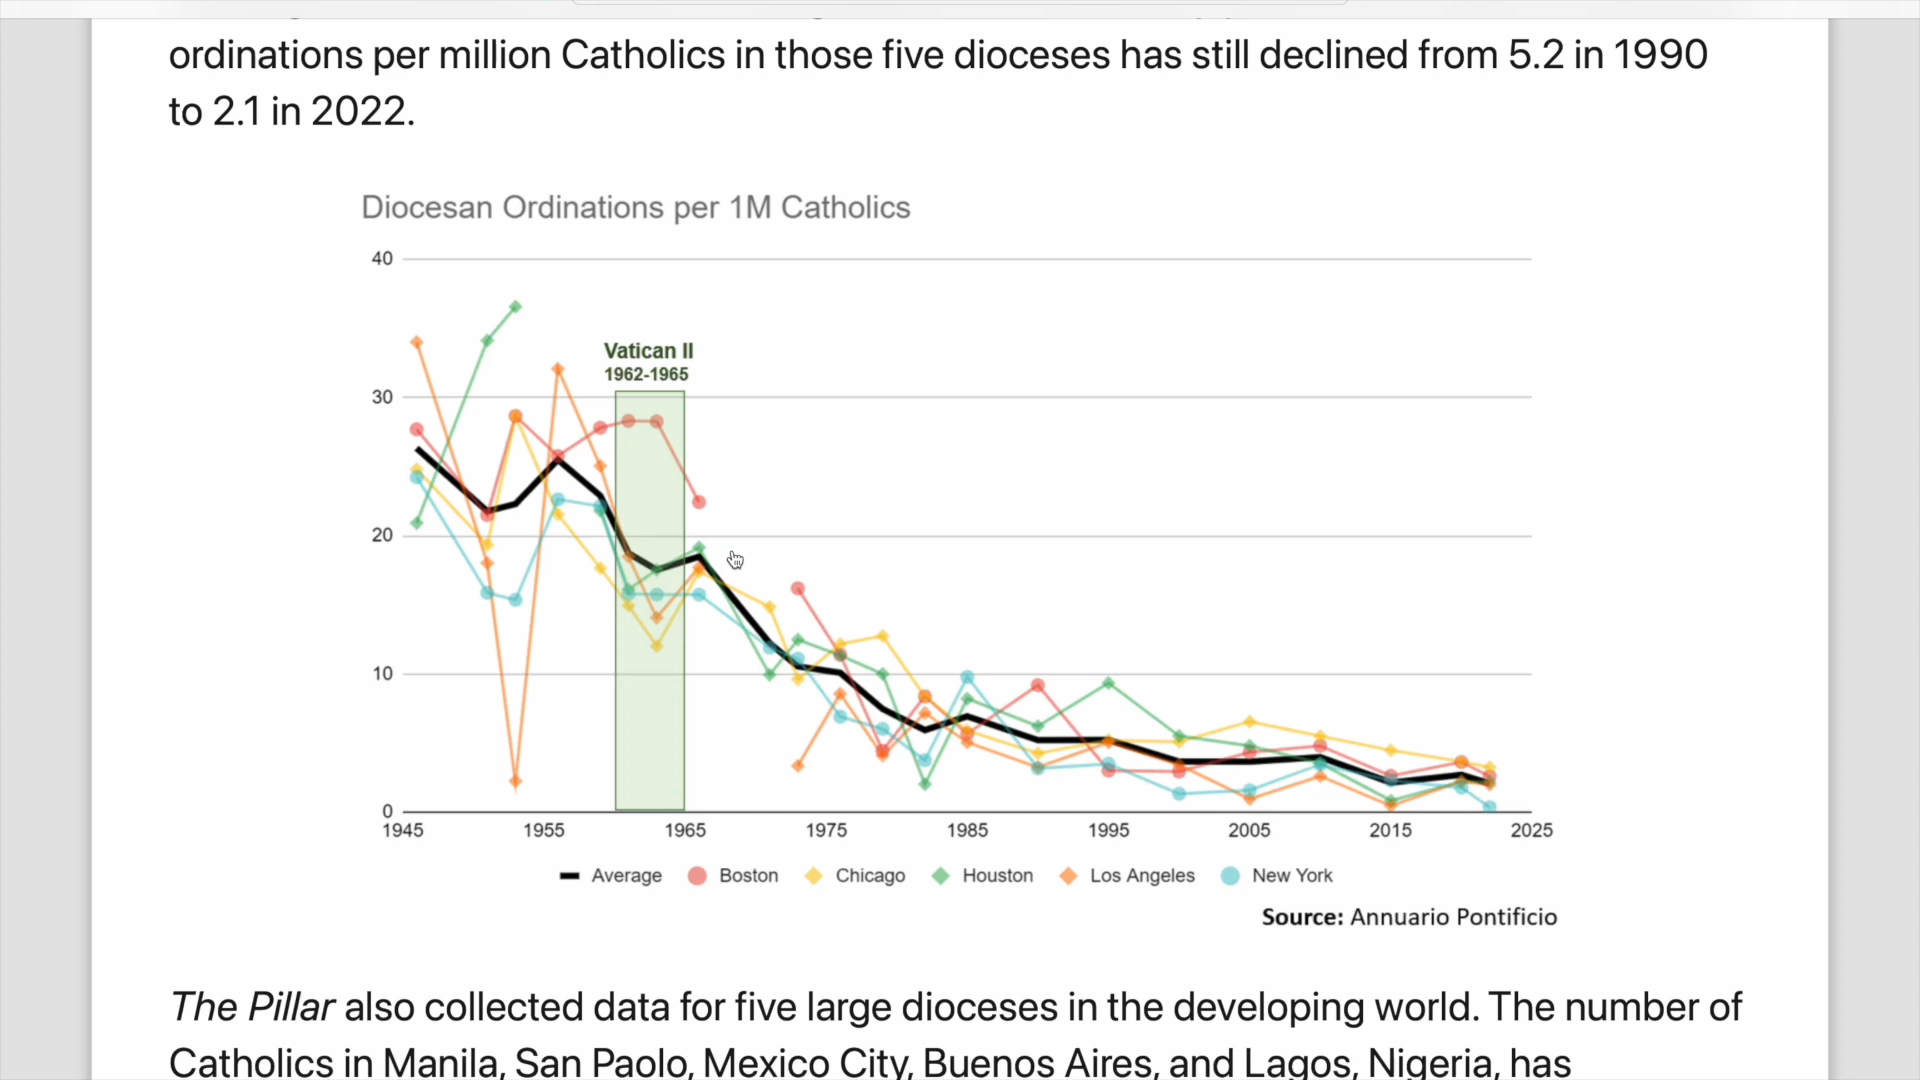 ordinations per million Catholics in those five dioceses has still declined from 5.2 in 1990
to 2.1 in 2022.
Diocesan Ordinations per 1M Catholics
40
Vatican II
1962-1965
30
20
10
0
1945 1955 1965 1975 1985 1995 2005 2015 2025
Average Boston Chicago Houston Los Angeles New York
Source: Annuario Pontificio
The Pillar also collected data for five large dioceses in the developing world. The number of
Catholics in Manila, San Paolo, Mexico City, Buenos Aires, and Lagos, Nigeria, has